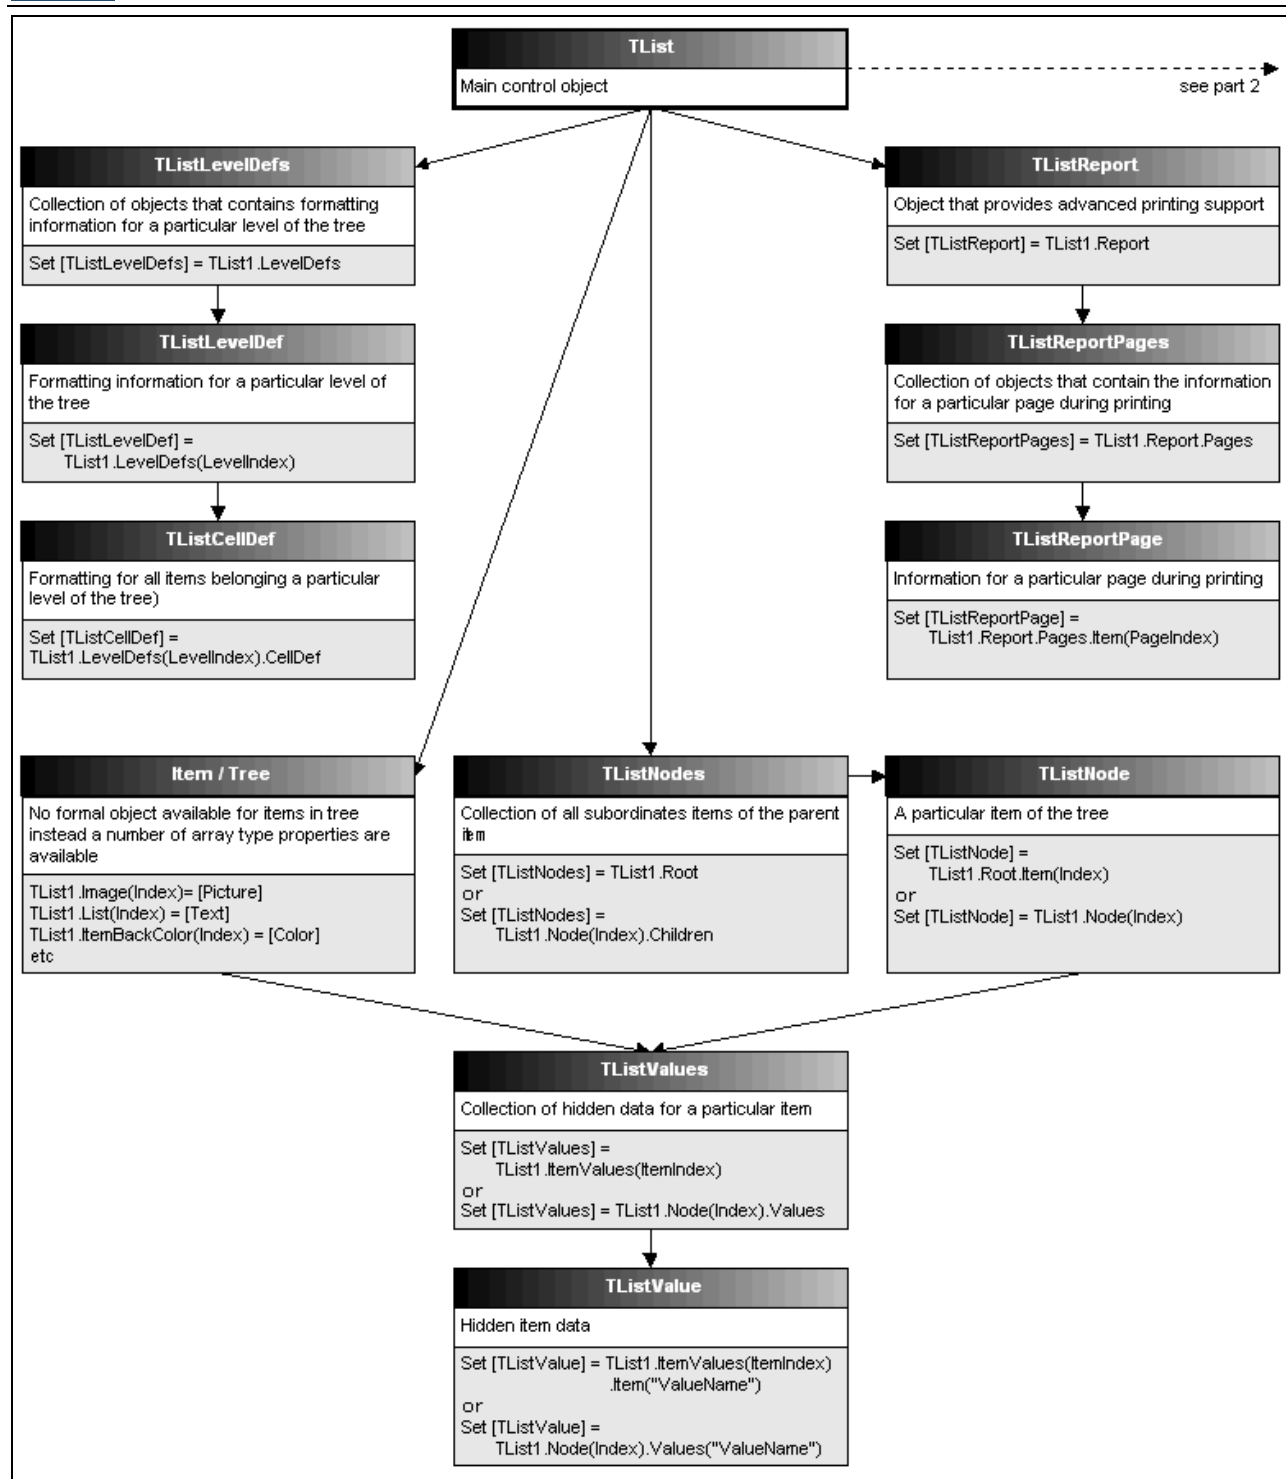 TList
Main control object
see part 2
TListLevelDefs
Collection of objects that contains formatting
information for a particular level of the tree
Set [TListLevelDefs] = TList1.LevelDefs
TListReport
Object that provides advanced printing support
Set [TListReport] = TList1.Report
TListLevelDef
Formatting information for a particular level of
the tree
Set [TListLevelDef] =
TList1.LevelDefs(LevelIndex)
TListReportPages
Collection of objects that contain the information
for a particular page during printing
Set [TListReportPages] = TList1.Report.Pages
TListCellDef
Formatting for all items belonging a particular
level of the tree)
Set [TListCellDef] =
TList1.LevelDefs(LevelIndex).CellDef
TListReportPage
Information for a particular page during printing
Set [TListReportPage] =
TList1.Report.Pages.Item(PageIndex)
Item / Tree
No formal object available for items in tree
instead a number of array type properties are
available
TList1.Image(Index)= [Picture]
TList1.List(Index) = [Text]
TList1.ItemBackColor(Index) = [Color]
etc
TListNodes
Collection of all subordinates items of the parent
item
Set [TListNodes] = TList1.Root
or
Set [TListNodes] =
TList1.Node(Index).Children
TListNode
A particular item of the tree
Set [TListNode] =
TList1.Root.Item(Index)
or
Set [TListNode] = TList1.Node(Index)
TListValues
Collection of hidden data for a particular item
Set [TListValues] =
TList1.ItemValues(ItemIndex)
or
Set [TListValues] = TList1.Node(Index).Values
TListValue
Hidden item data
Set [TListValue] = TList1.ItemValues(ItemIndex)
.Item("ValueName")
or
Set [TListValue] =
TList1.Node(Index).Values("ValueName")